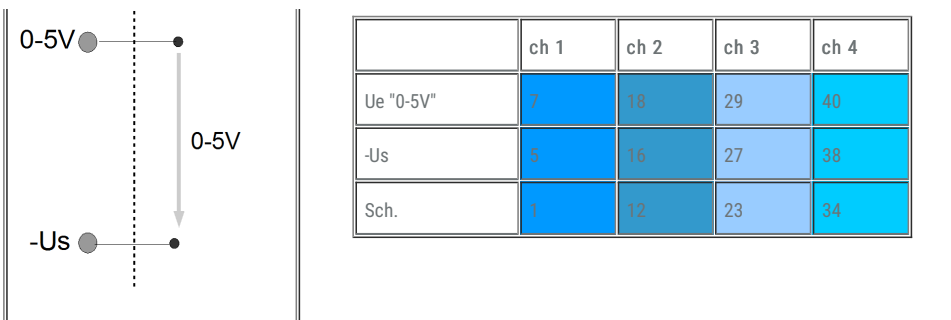 0-5V
0-5V
-Us
ch 1 ch 2 ch 3 ch 4
Ue "0-5V" 7 18 29 40
-Us 5 16 27 38
Sch. 1 12 23 34